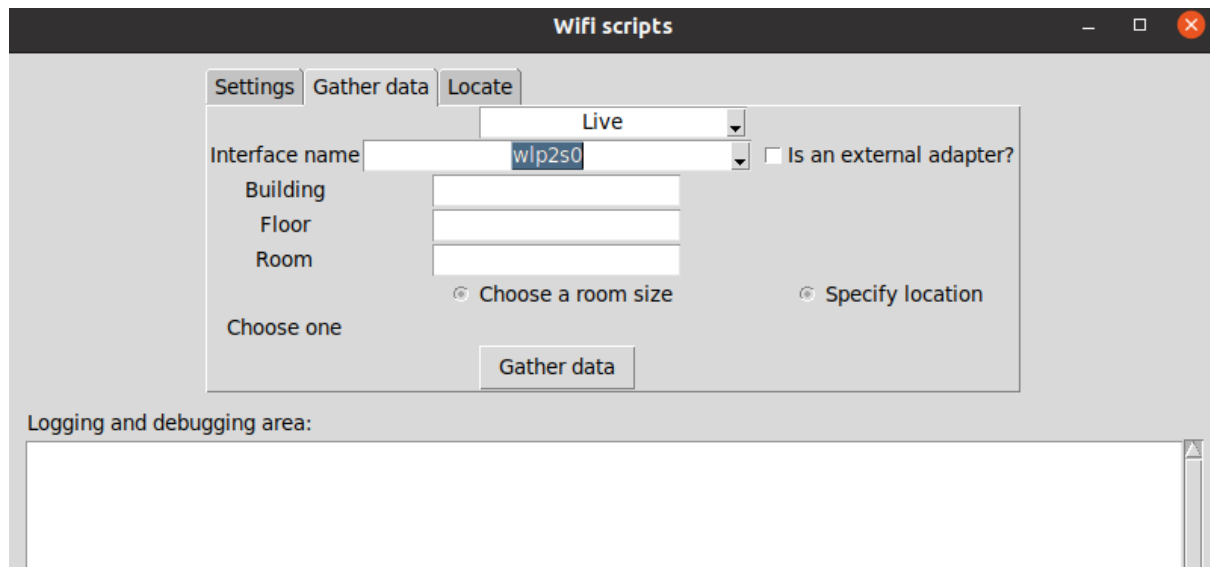 Wifi scripts
Settings Gather data Locate
Live
Interface name wlp2s0 Is an external adapter?
Building
Floor
Room
Choose a room size Specify location
Choose one
Gather data
Logging and debugging area: